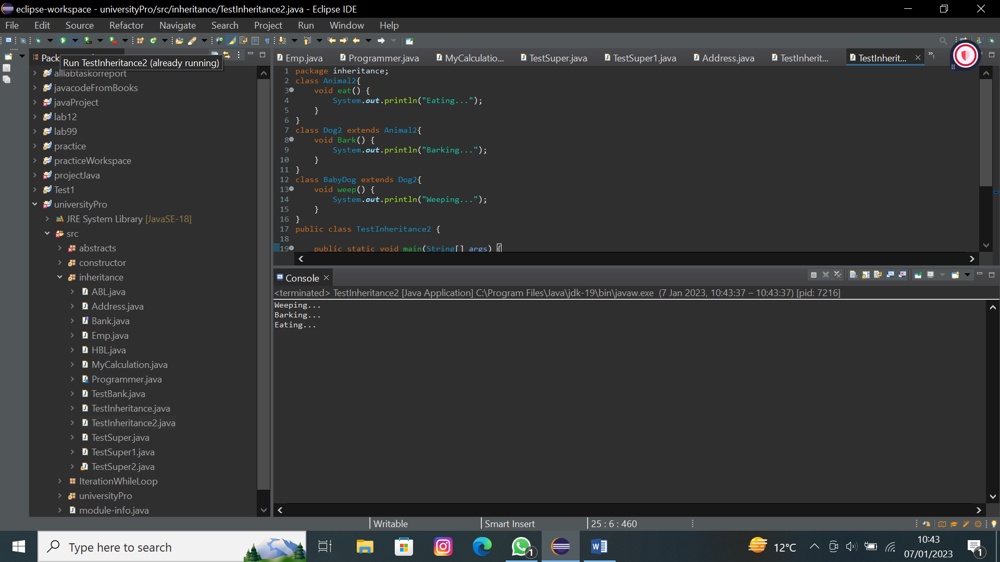 eclipse-workspace - universityPro/src/inheritance/TestInheritance2.java - Eclipse IDE
File Edit Source Refactor Navigate Search Project Run Window Help
Run TestInheritance2 (already running)
alllabtaskorreport
javacodeFromBooks
javaProject
lab12
lab99
practice
practiceWorkspace
projectJava
Test1
universityPro
JRE System Library [JavaSE-18]
src
abstracts
constructor
inheritance
ABL.java
Address.java
Bank.java
Emp.java
HBL.java
MyCalculation.java
Programmer.java
TestBank.java
TestInheritance.java
TestInheritance2.java
TestSuper.java
TestSuper1.java
TestSuper2.java
IterationWhileLoop
universityPro
module-info.java
Emp.java Programmer.java MyCalculatio... TestSuper.java TestSuper1.java Address.java TestInherit... TestInherit... »1
1 package inheritance;
2 class Animal2{
3 void eat() {
4 System.out.println("Eating...");
5 }
6 }
7 class Dog2 extends Animal2{
8 void Bark() {
9 System.out.println("Barking...");
10 }
11 }
12 class BabyDog extends Dog2{
13 void weep() {
14 System.out.println("Weeping...");
15 }
16 }
17 public class TestInheritance2 {
18
19 public static void main(String[] args) {
Console
<terminated> TestInheritance2 [Java Application] C:\Program Files\Java\jdk-19\bin\javaw.exe (7 Jan 2023, 10:43:37 – 10:43:37) [pid: 7216]
Weeping...
Barking...
Eating...
Writable Smart Insert 25 : 6 : 460
Type here to search
1
12°C
10:43
07/01/2023
1